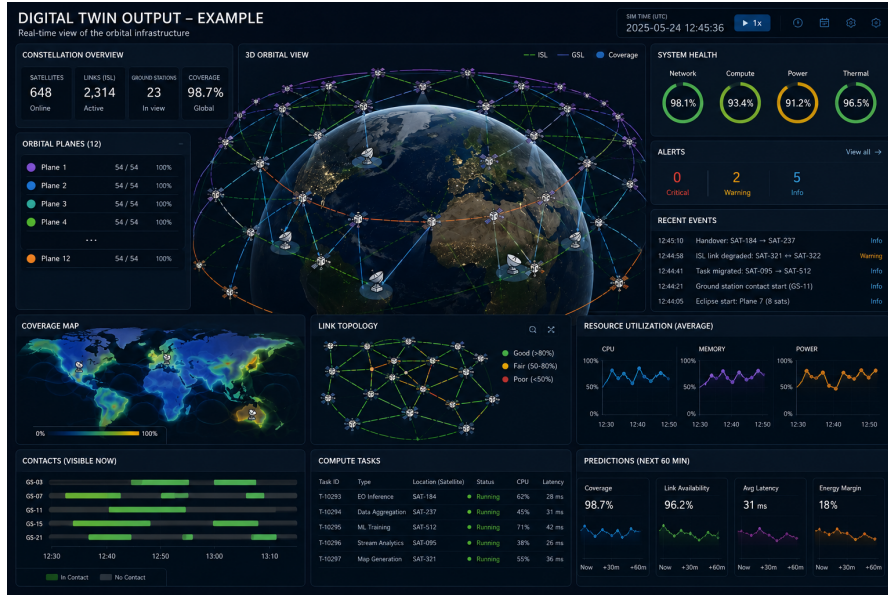 DIGITAL TWIN OUTPUT – EXAMPLE
Real-time view of the orbital infrastructure
SIM TIME (UTC)
2025-05-24 12:45:36
1x
CONSTELLATION OVERVIEW
SATELLITES
648
Online
LINKS (ISL)
2,314
Active
GROUND STATIONS
23
In view
COVERAGE
98.7%
Global
ORBITAL PLANES (12)
Plane 1 54 / 54 100%
Plane 2 54 / 54 100%
Plane 3 54 / 54 100%
Plane 4 54 / 54 100%
...
Plane 12 54 / 54 100%
3D ORBITAL VIEW
ISL GSL Coverage
SYSTEM HEALTH
Network Compute Power Thermal
98.1% 93.4% 91.2% 96.5%
ALERTS
View all →
0 2 5
Critical Warning Info
RECENT EVENTS
12:45:10 Handover: SAT-184 → SAT-237 Info
12:44:58 ISL link degraded: SAT-321 ↔ SAT-322 Warning
12:44:41 Task migrated: SAT-095 → SAT-512 Info
12:44:21 Ground station contact start (GS-11) Info
12:44:05 Eclipse start: Plane 7 (8 sats) Info
COVERAGE MAP
0% 100%
LINK TOPOLOGY
Good (>80%)
Fair (50-80%)
Poor (<50%)
RESOURCE UTILIZATION (AVERAGE)
CPU
100%
50%
0%
12:30 12:40 12:50
MEMORY
100%
50%
0%
12:30 12:40 12:50
POWER
100%
50%
0%
12:30 12:40 12:50
CONTACTS (VISIBLE NOW)
GS-03
GS-07
GS-11
GS-15
GS-21
12:30 12:40 12:50 13:00 13:10
In Contact No Contact
COMPUTE TASKS
Task ID Type Location (Satellite) Status CPU Latency
T-10293 EO Inference SAT-184 Running 62% 28 ms
T-10294 Data Aggregation SAT-237 Running 45% 31 ms
T-10295 ML Training SAT-512 Running 71% 42 ms
T-10296 Stream Analytics SAT-095 Running 38% 26 ms
T-10297 Map Generation SAT-321 Running 55% 36 ms
PREDICTIONS (NEXT 60 MIN)
Coverage
98.7%
Now +30m +60m
Link Availability
96.2%
Now +30m +60m
Avg Latency
31 ms
Now +30m +60m
Energy Margin
18%
Now +30m +60m